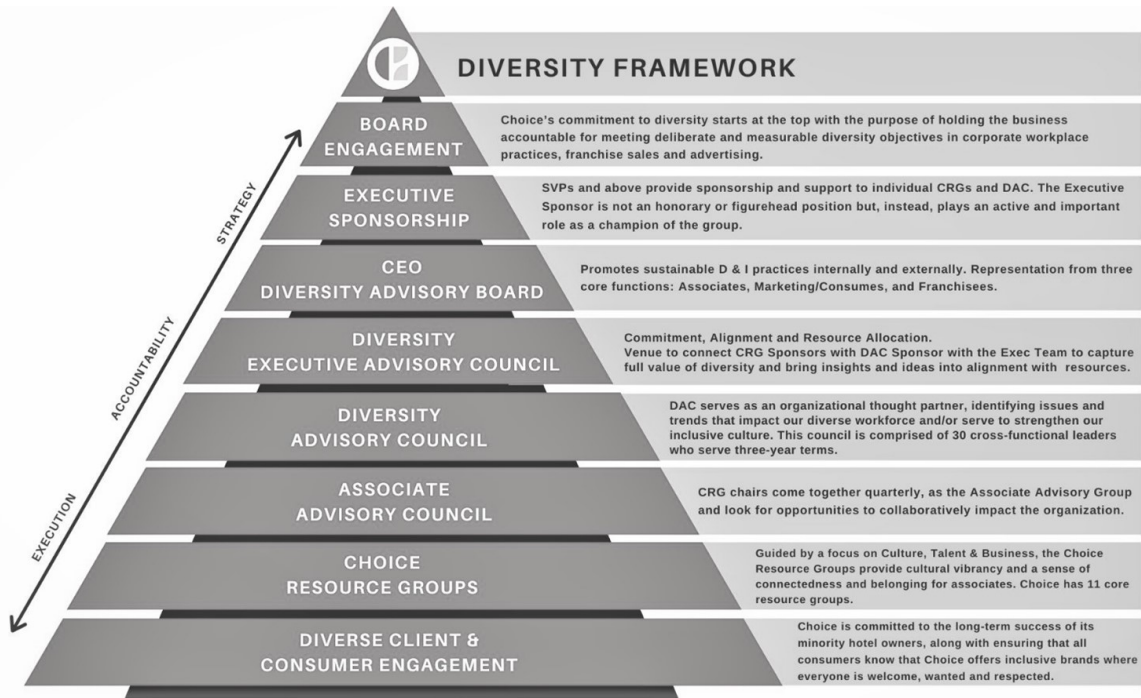 DIVERSITY FRAMEWORK
BOARD
ENGAGEMENT
Choice's commitment to diversity starts at the top with the purpose of holding the business
accountable for meeting deliberate and measurable diversity objectives in corporate workplace
practices, franchise sales and advertising.
EXECUTIVE
SPONSORSHIP
SVPs and above provide sponsorship and support to individual CRGs and DAC. The Executive
Sponsor is not an honorary or figurehead position but, instead, plays an active and important
role as a champion of the group.
CEO
DIVERSITY ADVISORY BOARD
Promotes sustainable D & I practices internally and externally. Representation from three
core functions: Associates, Marketing/Consumes, and Franchisees.
DIVERSITY
EXECUTIVE ADVISORY COUNCIL
Commitment, Alignment and Resource Allocation.
Venue to connect CRG Sponsors with DAC Sponsor with the Exec Team to capture
full value of diversity and bring insights and ideas into alignment with resources.
DIVERSITY
ADVISORY COUNCIL
DAC serves as an organizational thought partner, identifying issues and
trends that impact our diverse workforce and/or serve to strengthen our
inclusive culture. This council is comprised of 30 cross-functional leaders
who serve three-year terms.
ASSOCIATE
ADVISORY COUNCIL
CRG chairs come together quarterly, as the Associate Advisory Group
and look for opportunities to collaboratively impact the organization.
CHOICE
RESOURCE GROUPS
Guided by a focus on Culture, Talent & Business, the Choice
Resource Groups provide cultural vibrancy and a sense of
connectedness and belonging for associates. Choice has 11 core
resource groups.
DIVERSE CLIENT &
CONSUMER ENGAGEMENT
Choice is committed to the long-term success of its
minority hotel owners, along with ensuring that all
consumers know that Choice offers inclusive brands where
everyone is welcome, wanted and respected.
STRATEGY
ACCOUNTABILITY
EXECUTION